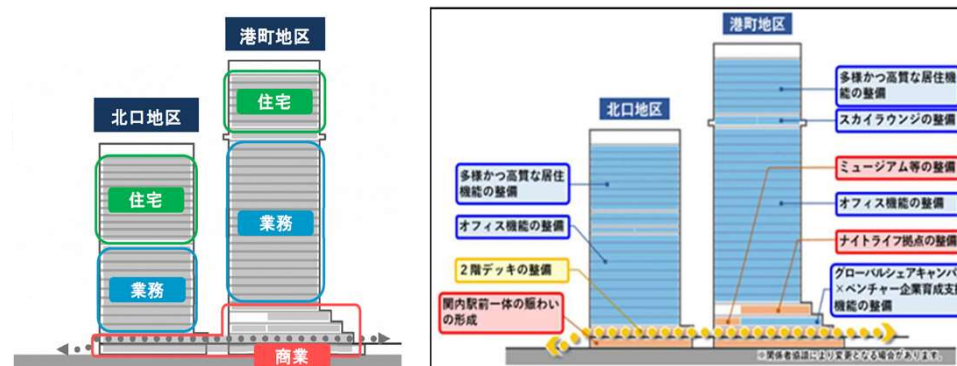 港町地区
住宅
北口地区
住宅
業務
業務
商業
港町地区
北口地区
多様かつ高質な居住
機能の整備
オフィス機能の整備
2階デッキの整備
関内駅前一体の賑わい
の形成
多様かつ高質な居住機
能の整備
スカイラウンジの整備
ミュージアム等の整備
オフィス機能の整備
ナイトライフ拠点の整備
グローバルシェアキャンパ
×ベンチャー企業育成支
機能の整備
※関係者協議により変更となる場合があります。